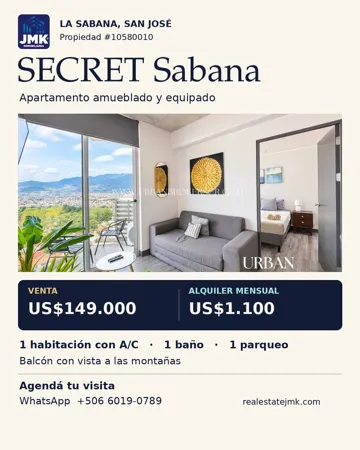 JMK
LA SABANA, SAN JOSÉ
Propiedad #10580010
SECRET Sabana
Apartamento amueblado y equipado
URBAN
VENTA
US$149.000
ALQUILER MENSUAL
US$1.100
1 habitación con A/C · 1 baño · 1 parqueo
Balcón con vista a las montañas
Agendá tu visita
WhatsApp +506 6019-0789
realestatejmk.com